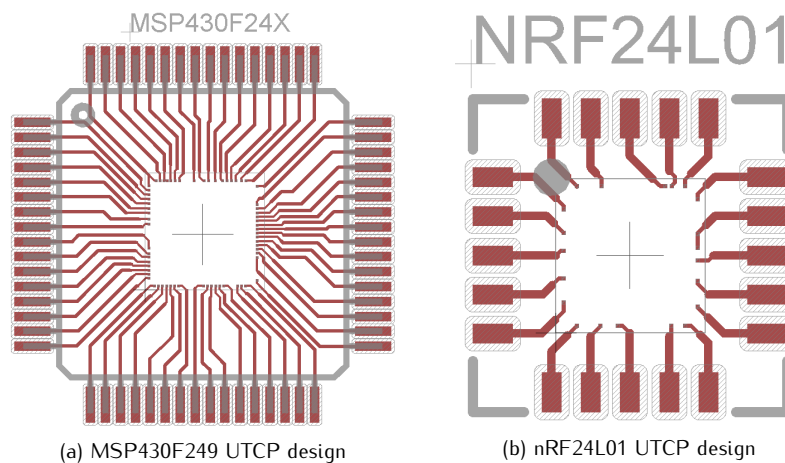 MSP430F24X
NRF24L01
(a) MSP430F249 UTCP design
(b) nRF24L01 UTCP design